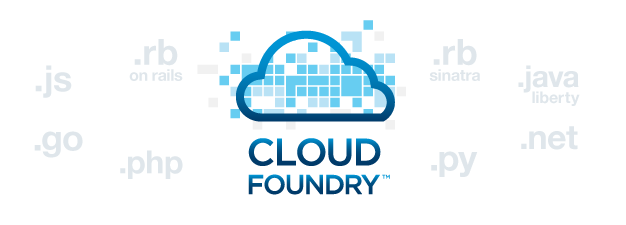 .js
.rb
on rails
.rb
sinatra
.java
liberty
.go
.php
.py
.net
CLOUD
FOUNDRY™